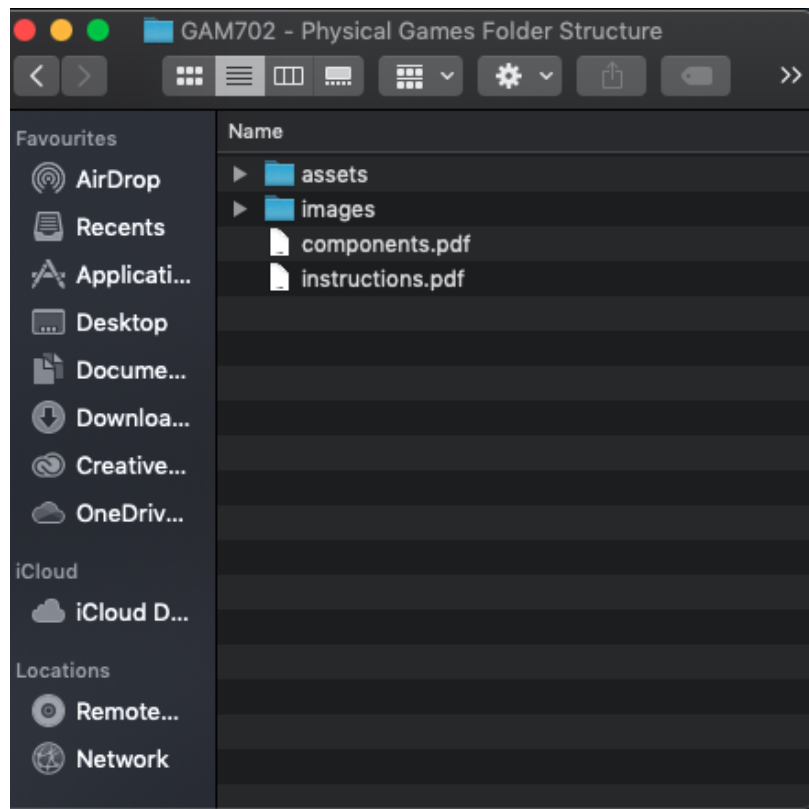 GAM702 - Physical Games Folder Structure
Favourites
AirDrop
Recents
Applicati...
Desktop
Docume...
Downloa...
Creative...
OneDriv...
iCloud
iCloud D...
Locations
Remote...
Network
Name
assets
images
components.pdf
instructions.pdf